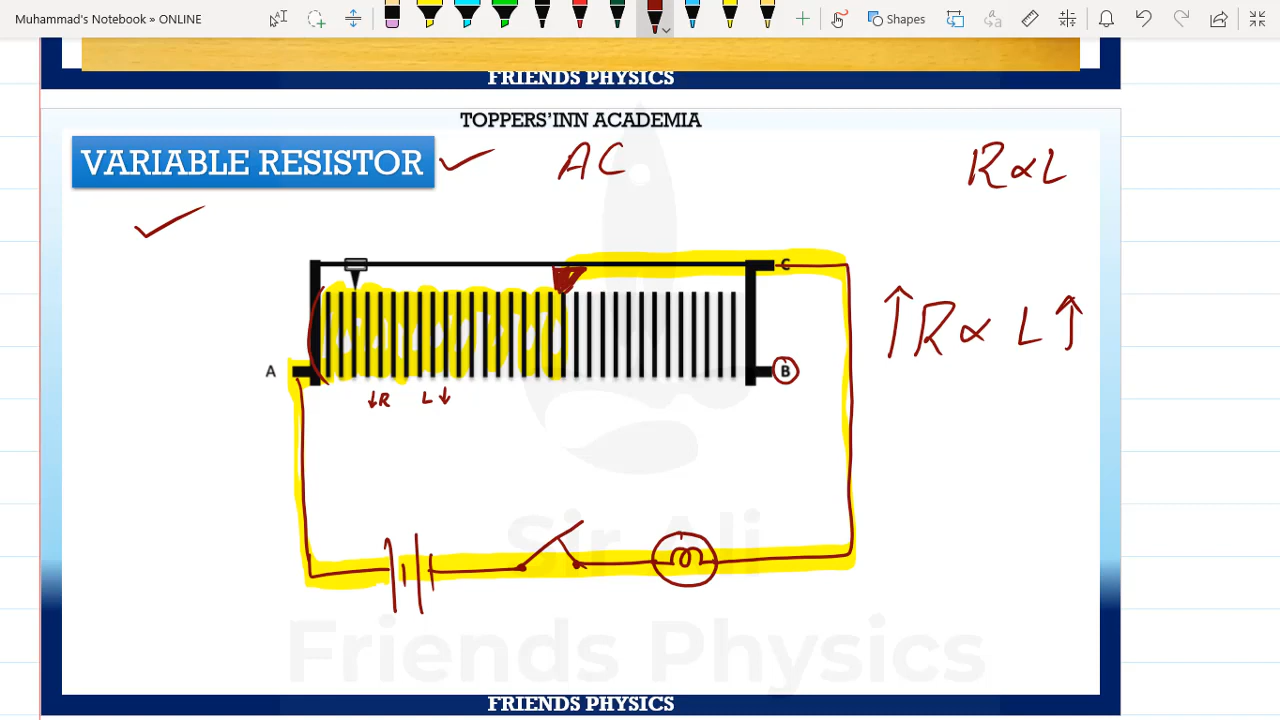 Muhammad's Notebook » ONLINE
Shapes
FRIENDS PHYSICS
TOPPERS'INN ACADEMIA
VARIABLE RESISTOR
AC
R∝L
C
↑R∝ L↑
A
B
↓R L↓
Sir Ali
Friends Physics
FRIENDS PHYSICS